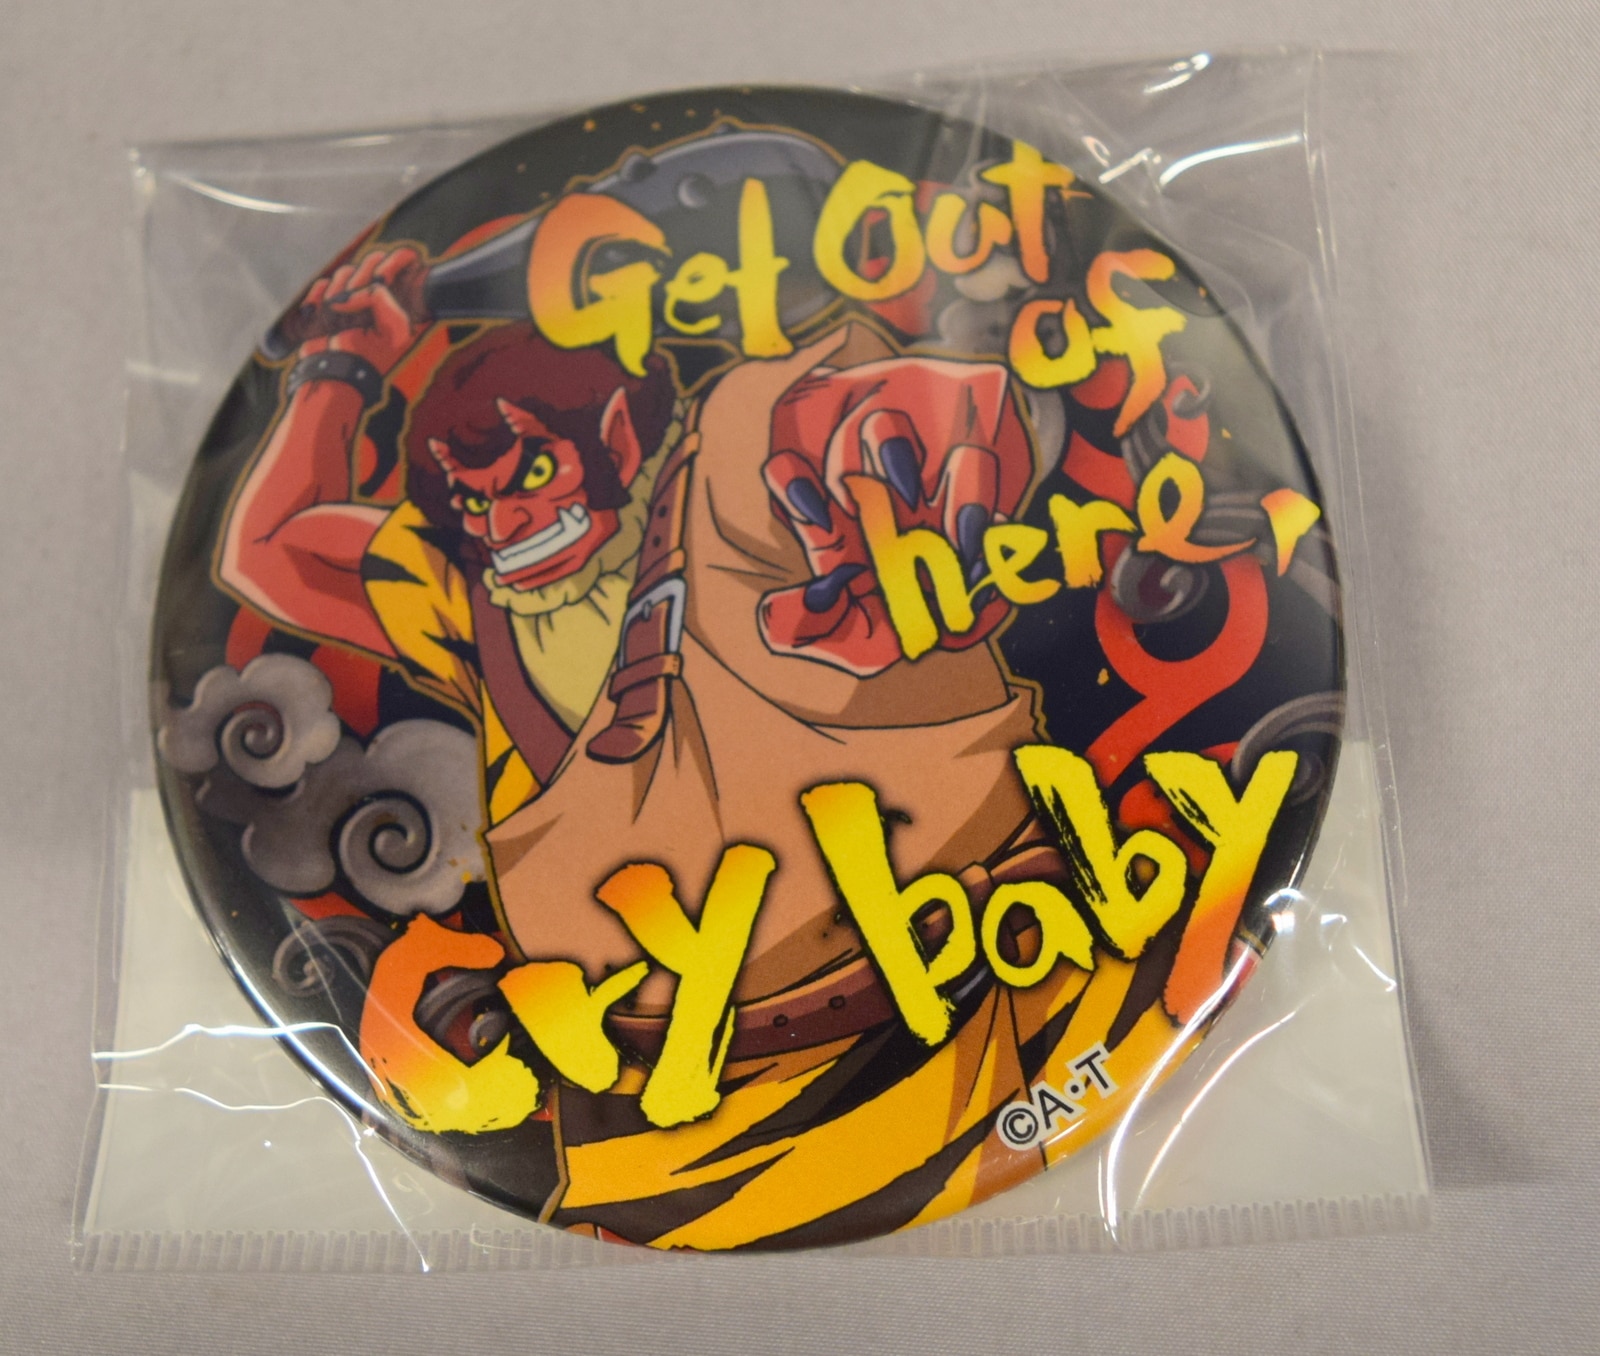 Get Out
of
here,
Cry baby
©A・T